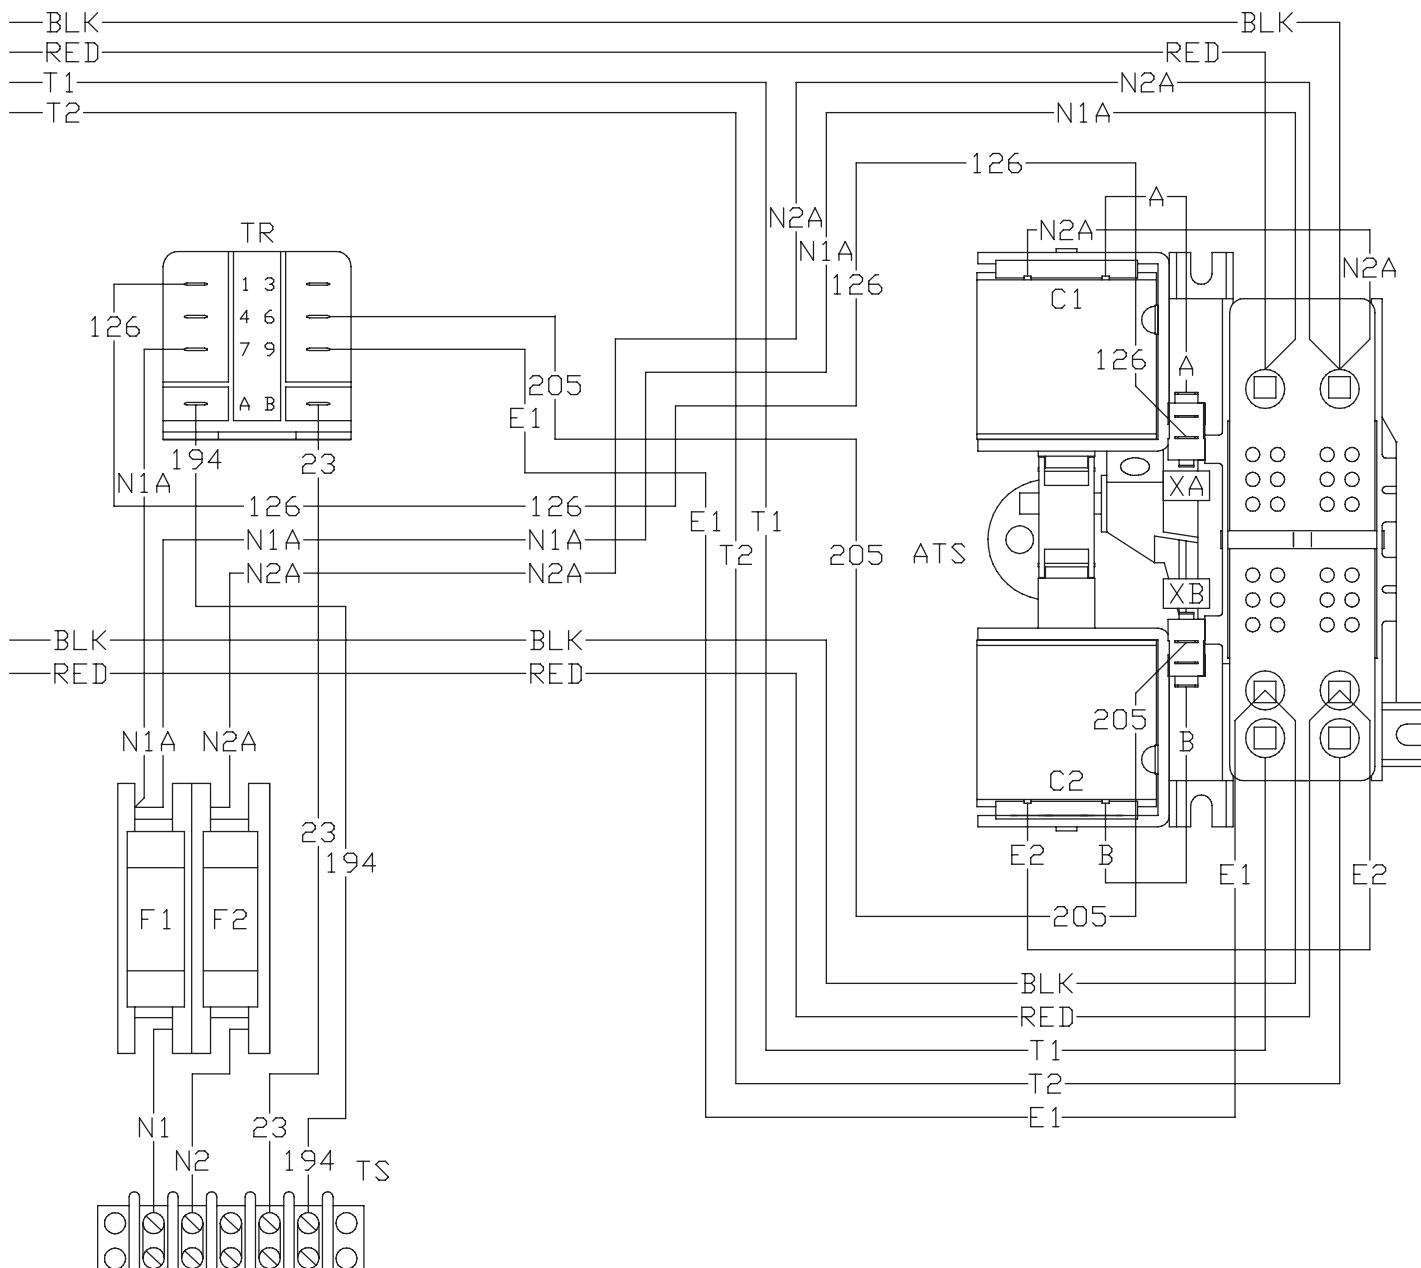 BLK BLK
RED RED
T1 N2A
T2 N1A
126
A
N2A N2A
TR N1A
126 N2A
1 3 C1
4 6
126
7 9 126 A
205
A B E1
194 23
N1A XA
126 126
E1 T1
N1A N1A T2 205 ATS
N2A N2A
XB
BLK BLK
RED RED
205
N1A N2A B
C2
23
194 E2 B E1 E2
F1 F2 205
BLK
RED
T1
T2
N1 23 E1
N2 194 TS